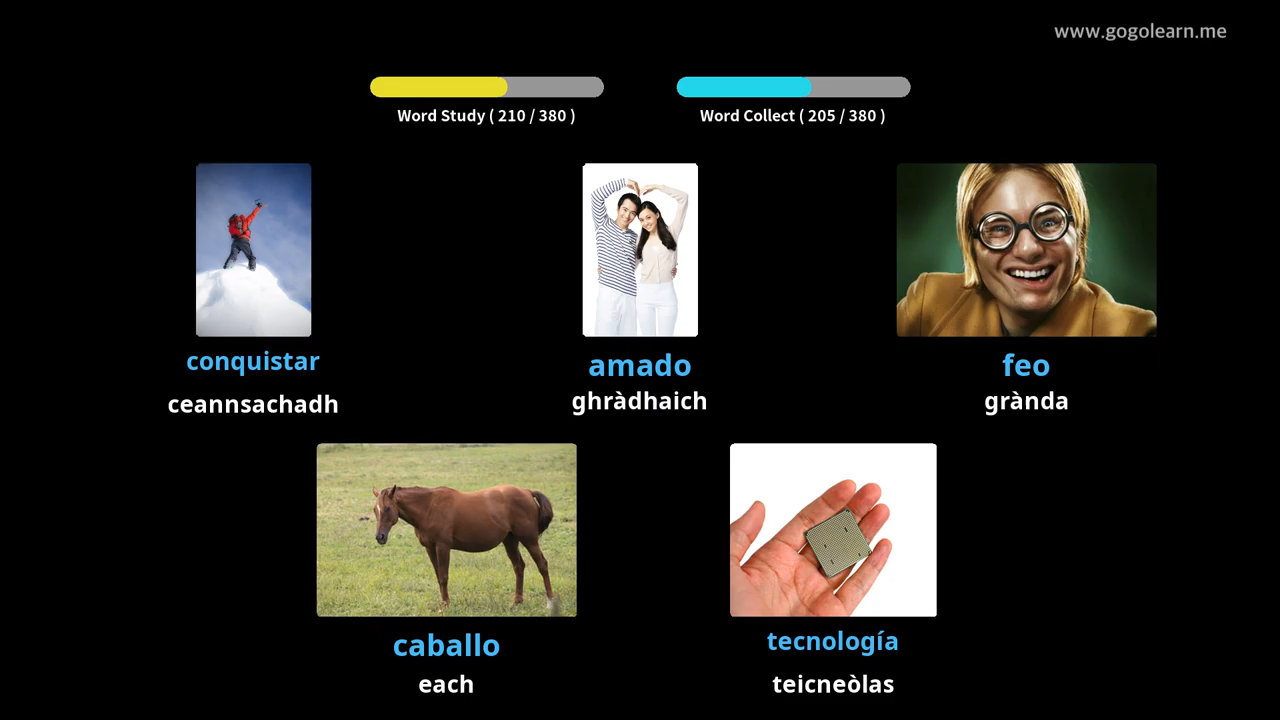 www.gogolearn.me
Word Study ( 210 / 380 )
Word Collect ( 205 / 380 )
conquistar
ceannsachadh
amado
ghràdhaich
feo
grànda
caballo
each
tecnología
teicneòlas